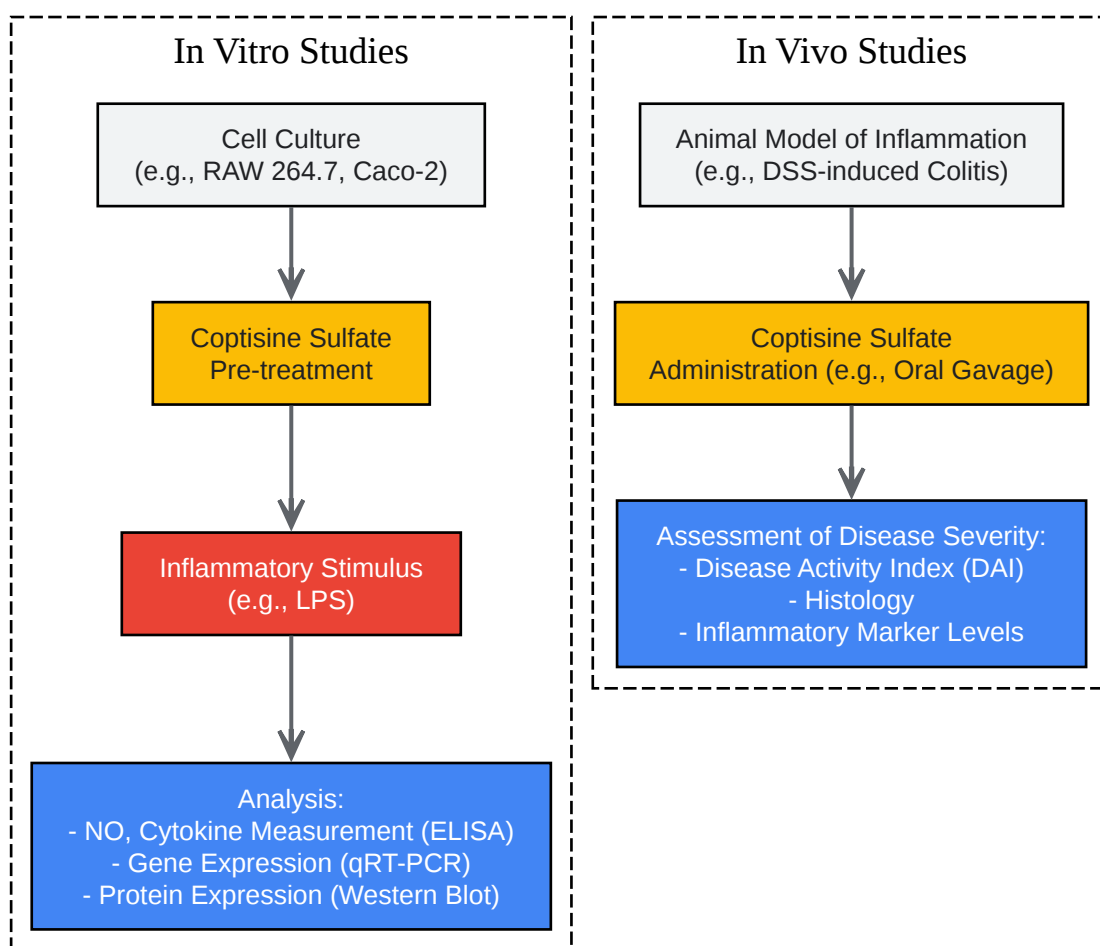 In Vitro Studies
Cell Culture
(e.g., RAW 264.7, Caco-2)
Coptisine Sulfate
Pre-treatment
Inflammatory Stimulus
(e.g., LPS)
Analysis:
- NO, Cytokine Measurement (ELISA)
- Gene Expression (qRT-PCR)
- Protein Expression (Western Blot)
In Vivo Studies
Animal Model of Inflammation
(e.g., DSS-induced Colitis)
Coptisine Sulfate
Administration (e.g., Oral Gavage)
Assessment of Disease Severity:
- Disease Activity Index (DAI)
- Histology
- Inflammatory Marker Levels